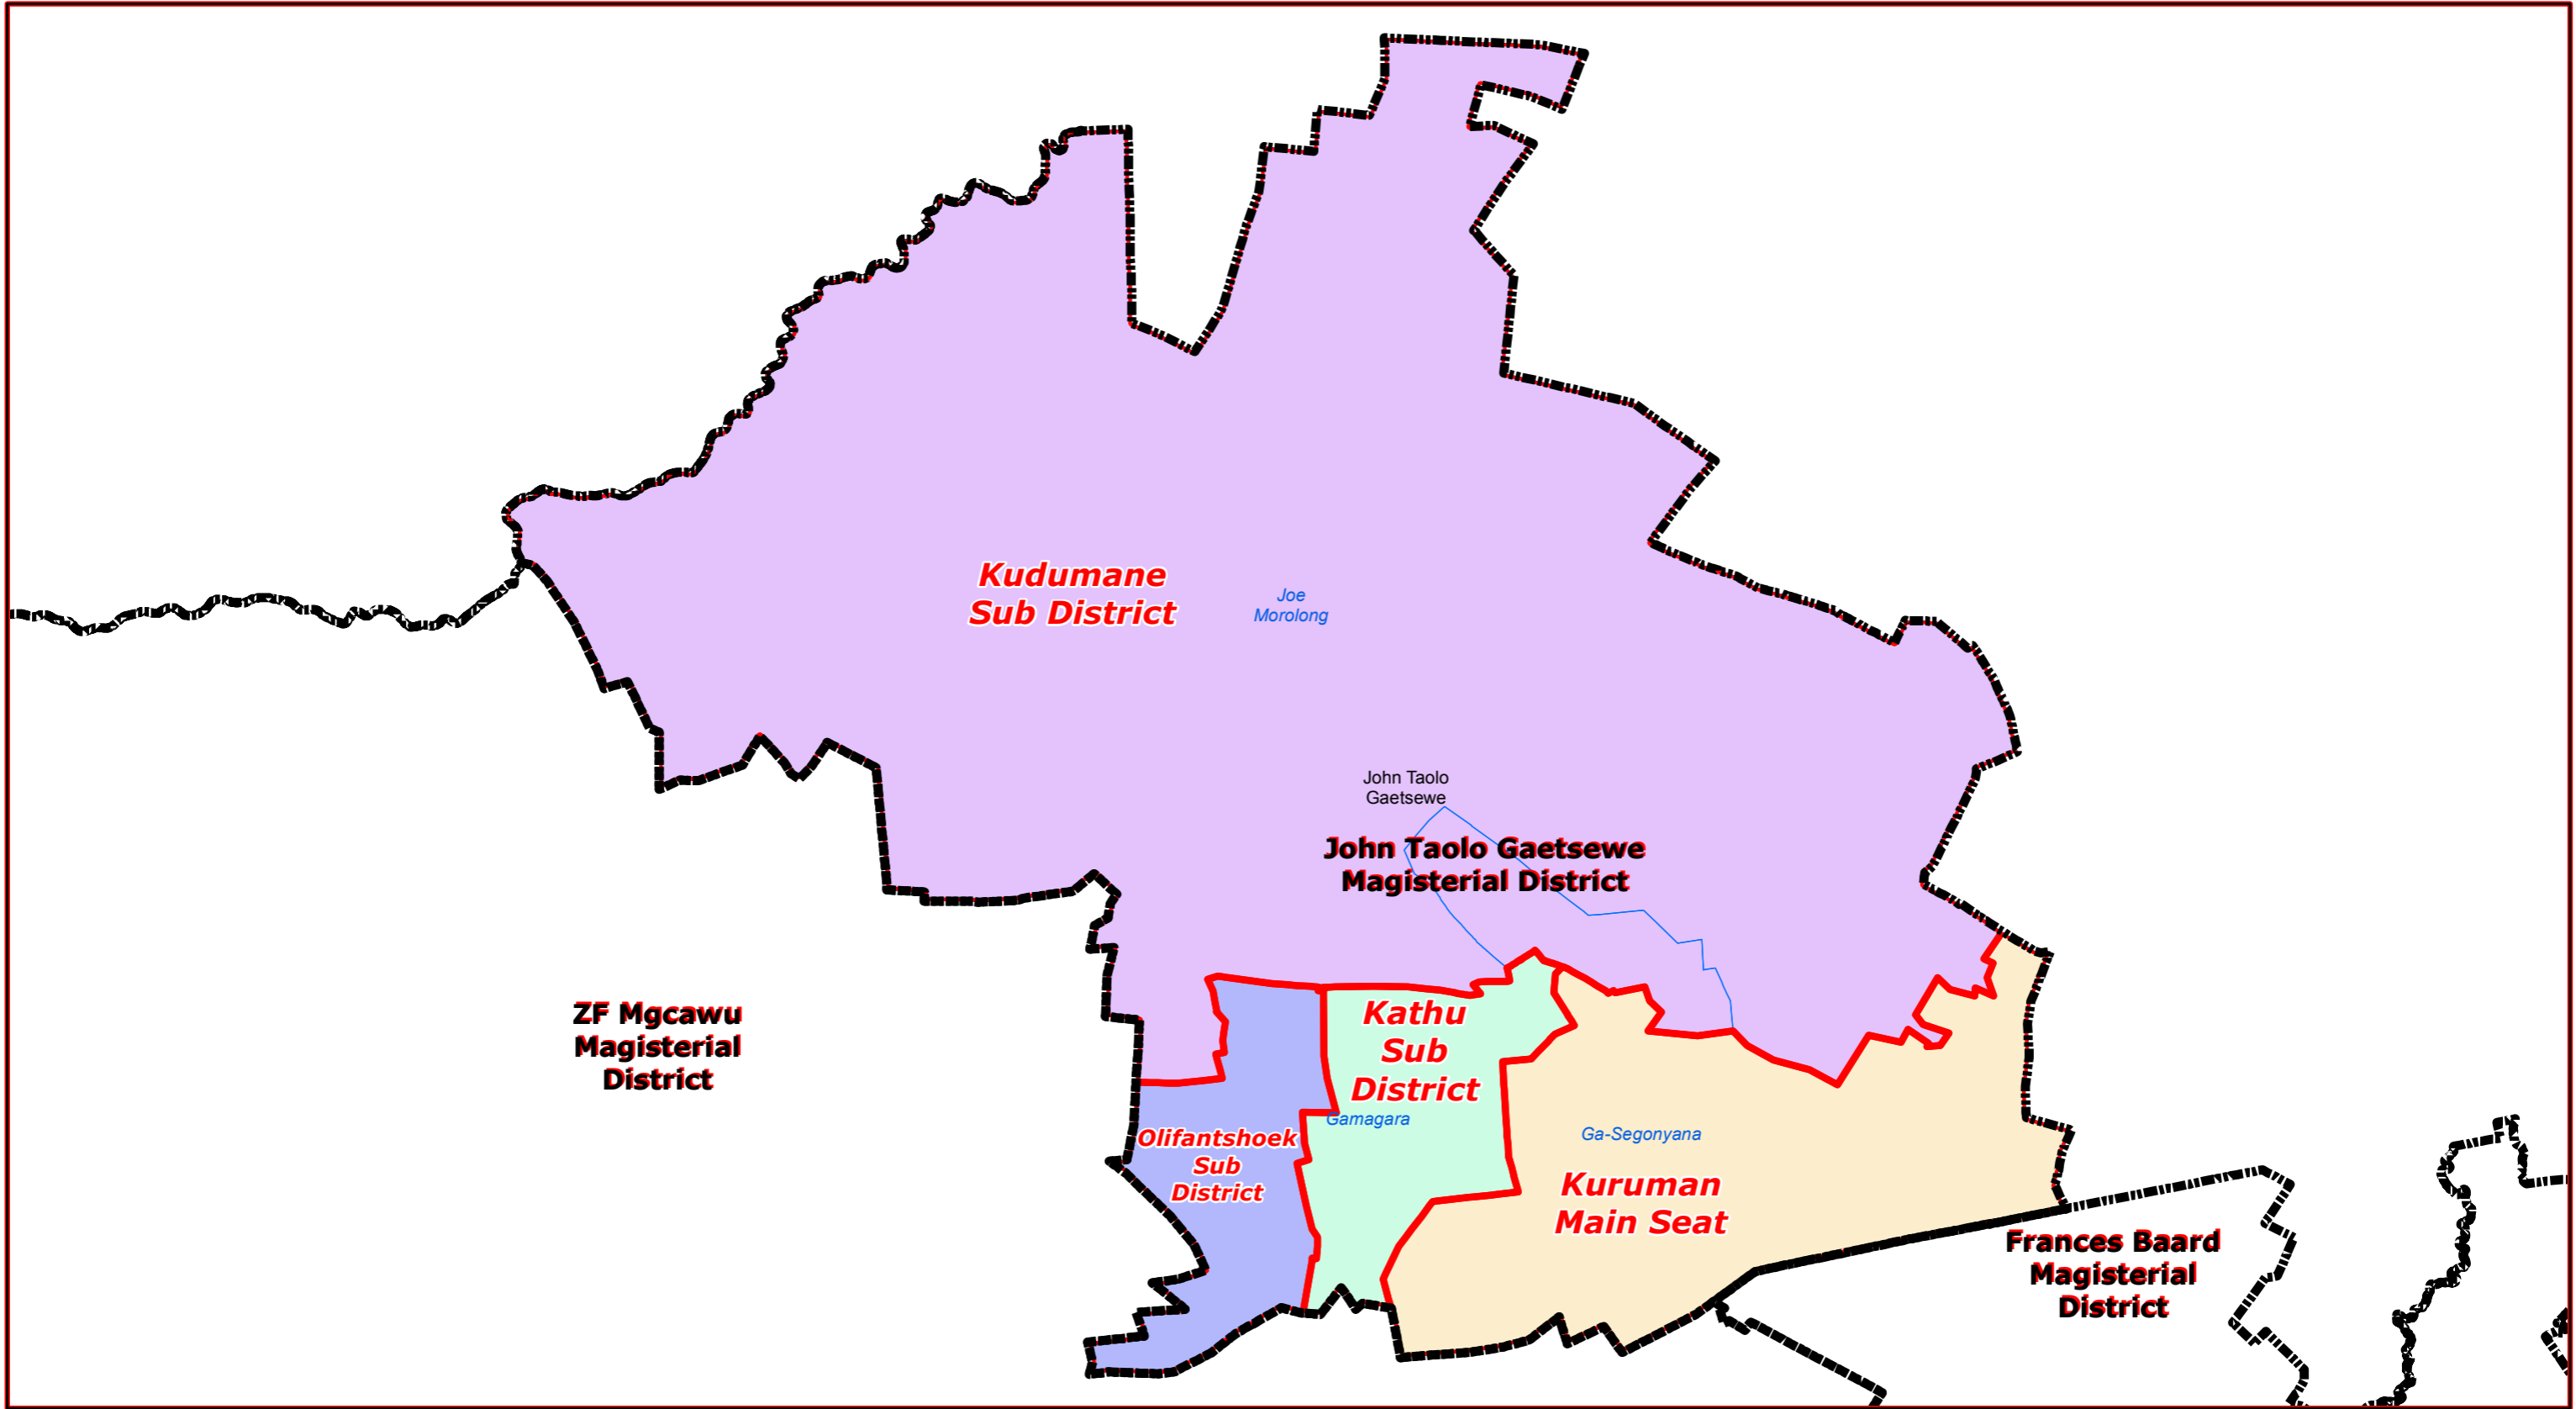 Kudumane
Sub District
Joe
Morolong
John Taolo
Gaetsewe
John Taolo Gaetsewe
Magisterial District
ZF Mgcawu
Magisterial
District
Kathu
Sub
District
Gamagara
Olifantshoek
Sub
District
Ga-Segonyana
Kuruman
Main Seat
Frances Baard
Magisterial
District